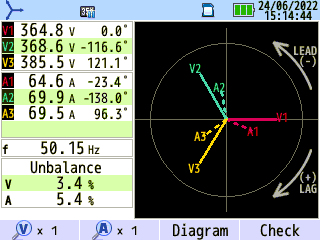 24/06/2022
15:14:44
V1 364.8 V 0.0°
V2 368.6 V -116.6°
V3 385.5 V 121.1°
A1 64.6 A -23.4°
A2 69.9 A -138.0°
A3 69.5 A 96.3°
f 50.15 Hz
Unbalance
V 3.4 %
A 5.4 %
LEAD
(-)
V2
A2
V1
A1
A3
V3
(+)
LAG
V x 1
A x 1
Diagram
Check